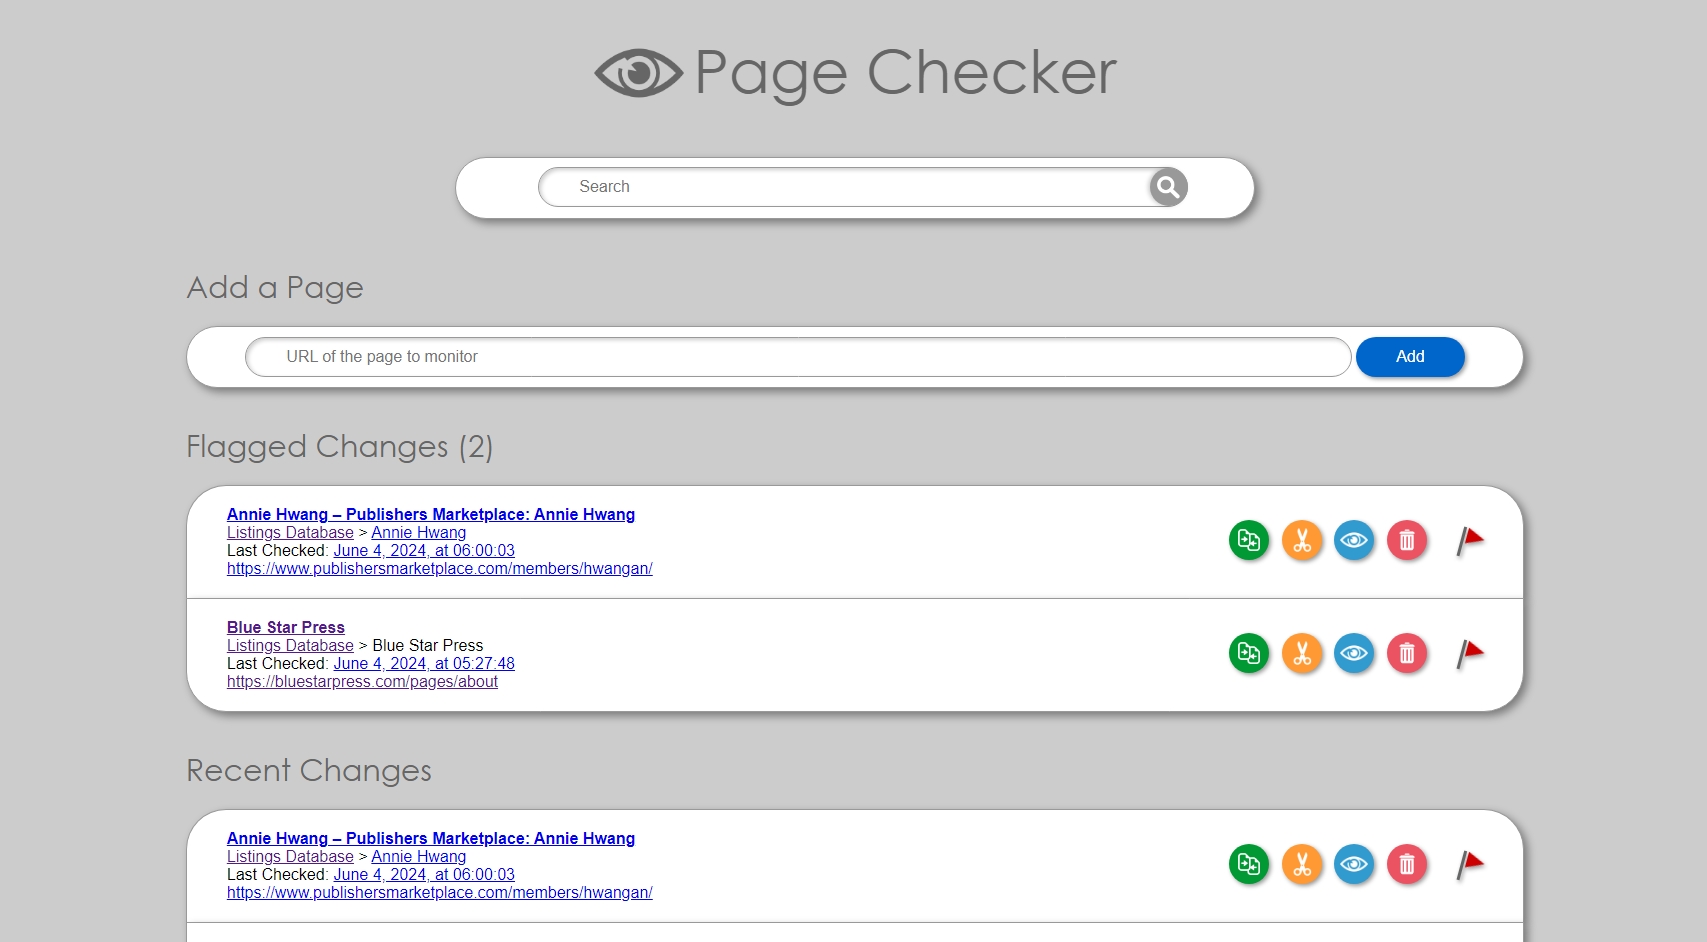 Page Checker
Search
Add a Page
URL of the page to monitor
Add
Flagged Changes (2)
Annie Hwang – Publishers Marketplace: Annie Hwang
Listings Database > Annie Hwang
Last Checked: June 4, 2024, at 06:00:03
https://www.publishersmarketplace.com/members/hwangan/
Blue Star Press
Listings Database > Blue Star Press
Last Checked: June 4, 2024, at 05:27:48
https://bluestarpress.com/pages/about
Recent Changes
Annie Hwang – Publishers Marketplace: Annie Hwang
Listings Database > Annie Hwang
Last Checked: June 4, 2024, at 06:00:03
https://www.publishersmarketplace.com/members/hwangan/